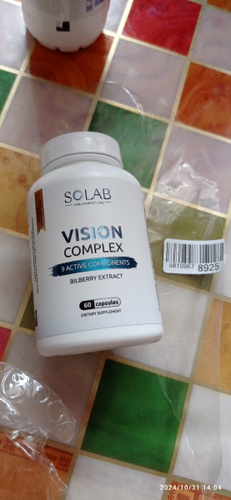 SOLAB
VISION
COMPLEX
9 ACTIVE COMPONENTS
BILBERRY EXTRACT
60 capsules
DIETARY SUPPLEMENT
8925
2024/10/31 14:04